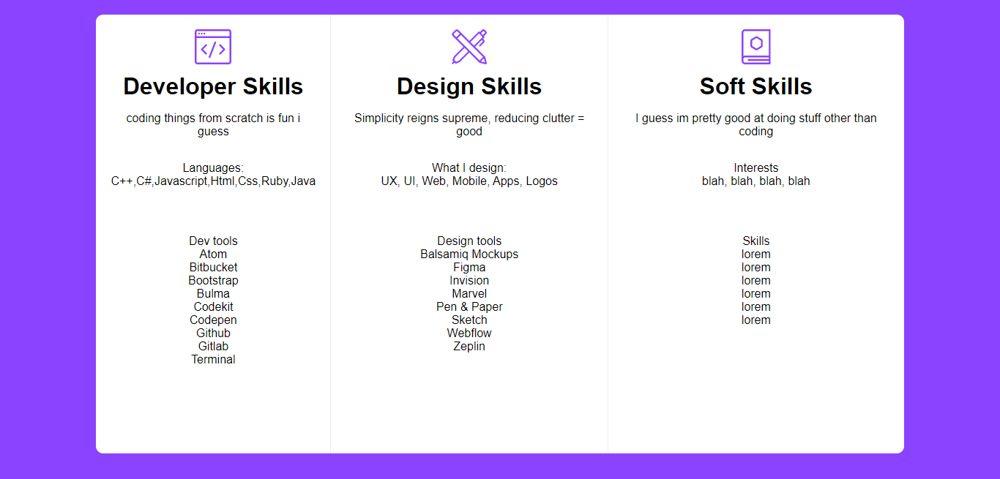 Developer Skills
coding things from scratch is fun i
guess
Languages:
C++,C#,Javascript,Html,Css,Ruby,Java
Dev tools
Atom
Bitbucket
Bootstrap
Bulma
Codekit
Codepen
Github
Gitlab
Terminal
Design Skills
Simplicity reigns supreme, reducing clutter =
good
What I design:
UX, UI, Web, Mobile, Apps, Logos
Design tools
Balsamiq Mockups
Figma
Invision
Marvel
Pen & Paper
Sketch
Webflow
Zeplin
Soft Skills
I guess im pretty good at doing stuff other than
coding
Interests
blah, blah, blah, blah
Skills
lorem
lorem
lorem
lorem
lorem
lorem